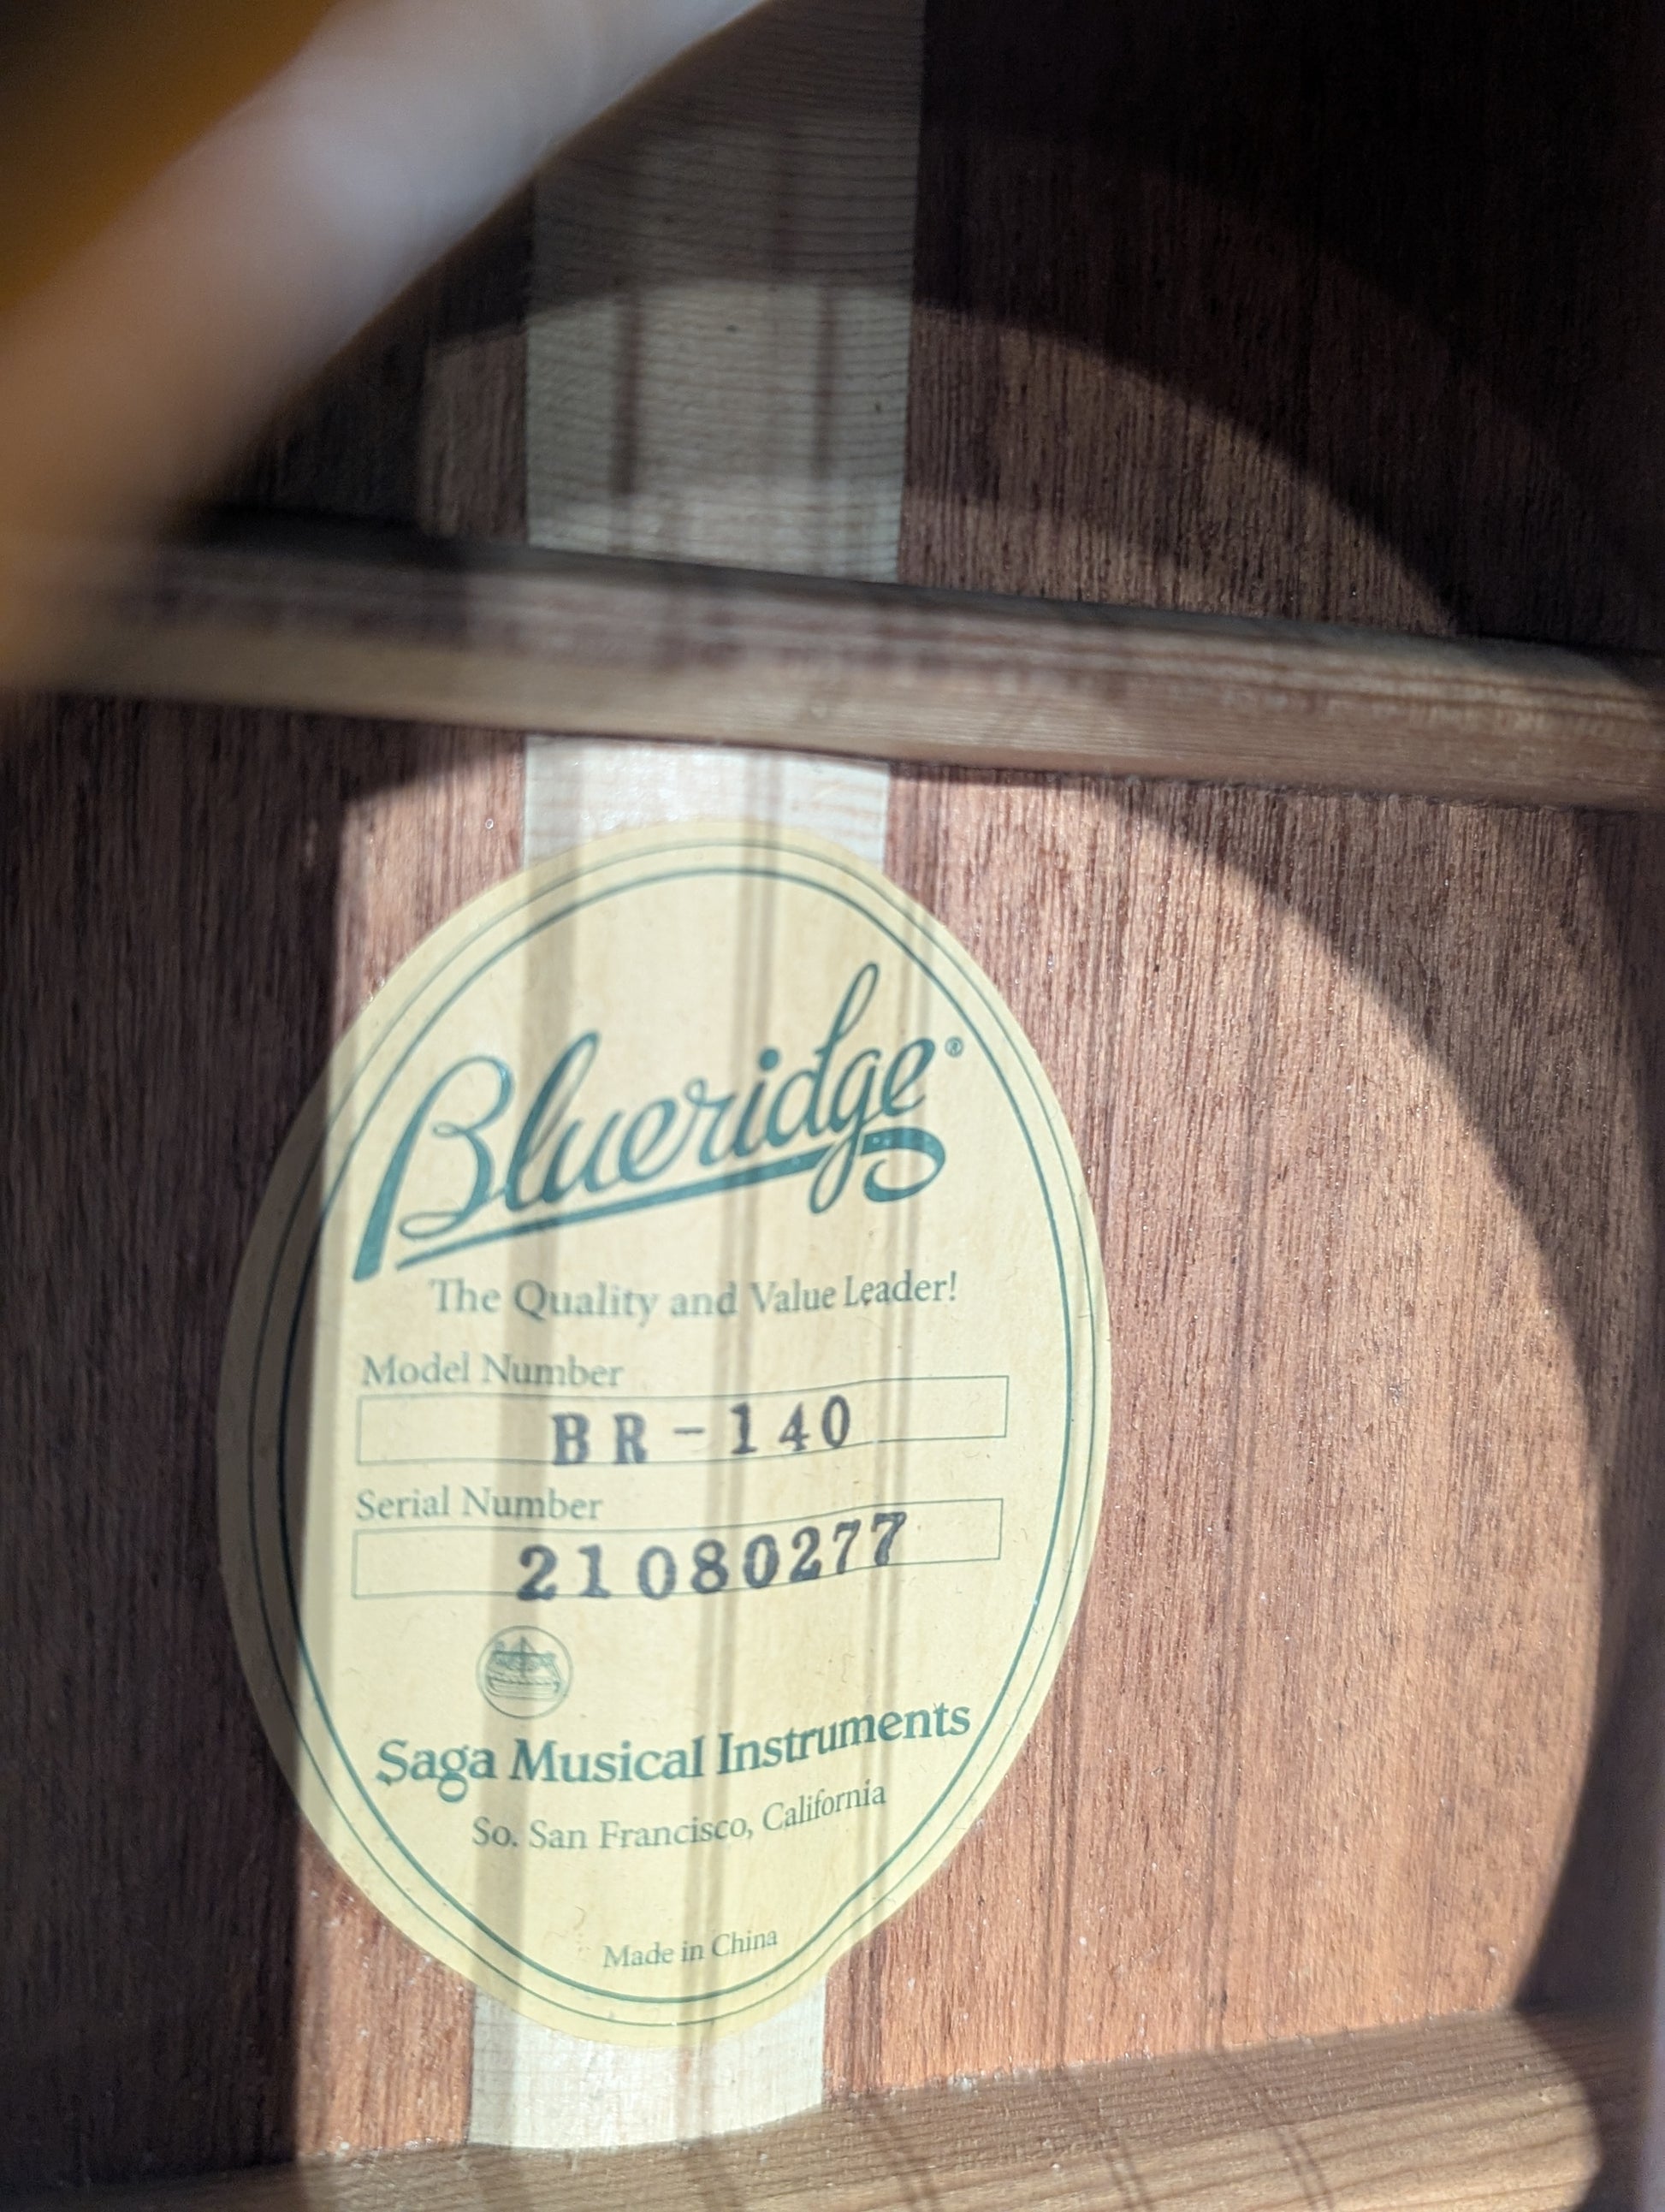 Blueridge®
The Quality and Value Leader!
Model Number
BR-140
Serial Number
21080277
Saga Musical Instruments
So. San Francisco, California
Made in China